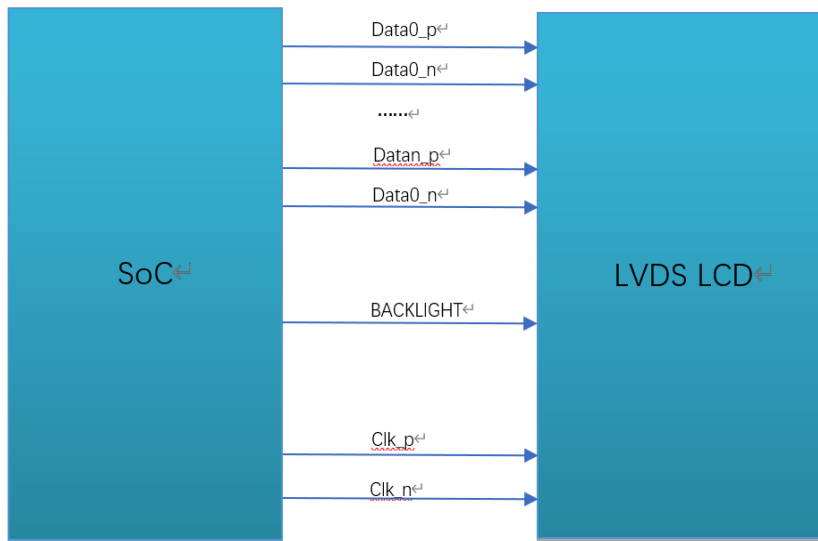 Data0_p
Data0_n
......
Datan_p
Data0_n
SoC
LVDS LCD
BACKLIGHT
Clk_p
Clk_n